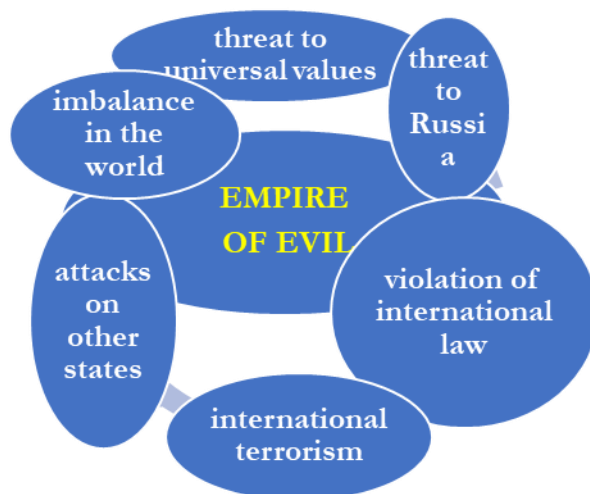 threat to
universal values
threat
to
Russi
a
imbalance
in the
world
EMPIRE
OF EVIL
attacks
on
other
states
violation of
international
law
international
terrorism